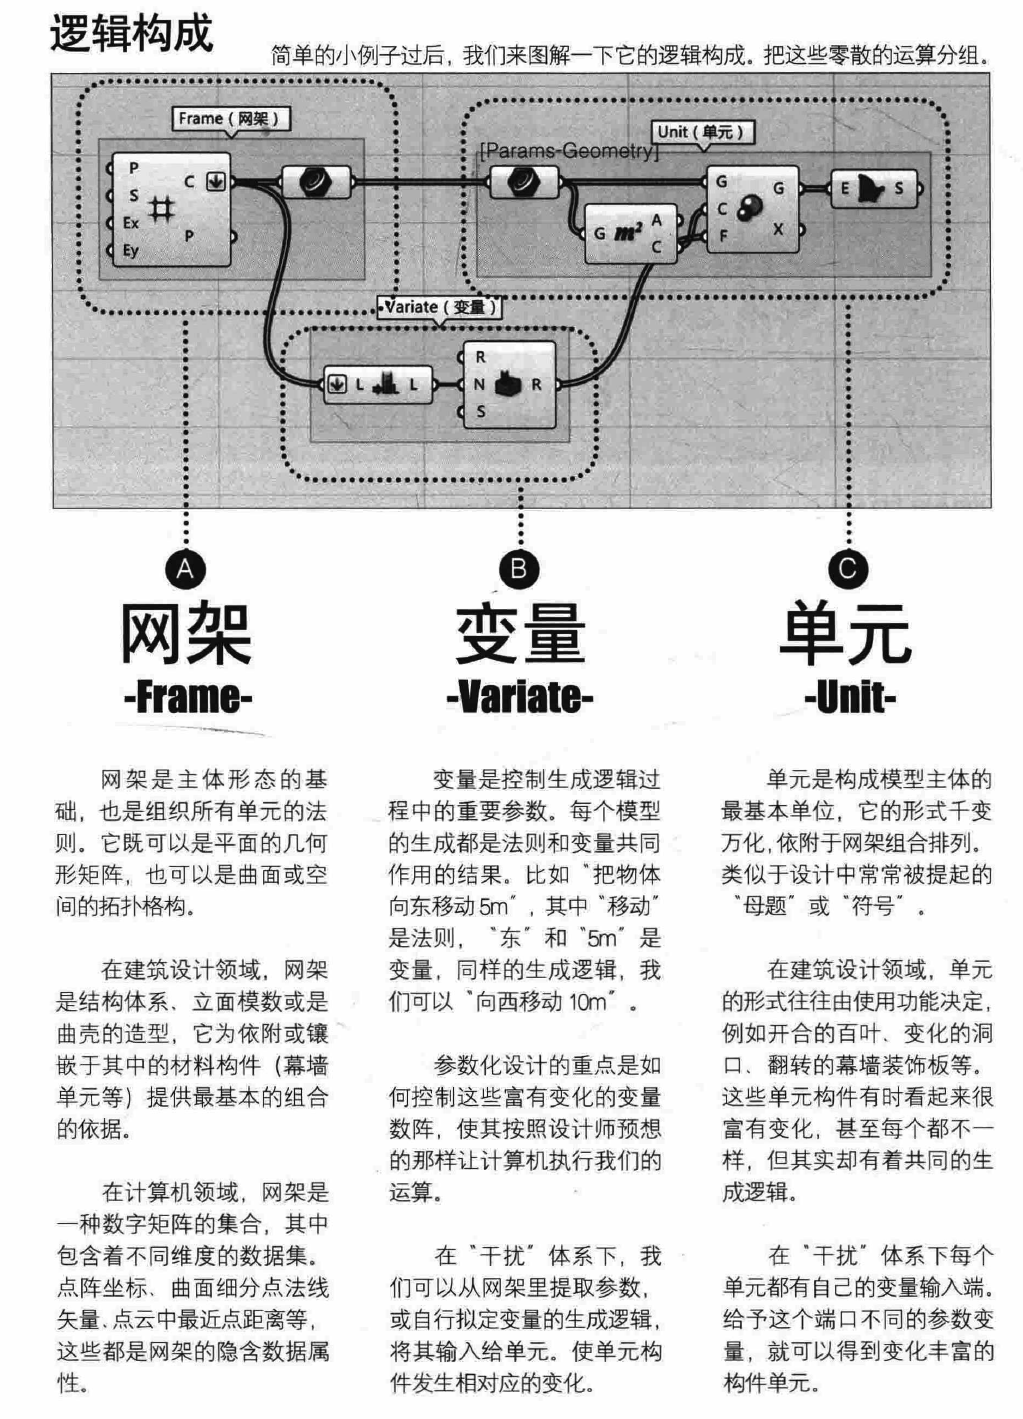 逻辑构成
简单的小例子过后，我们来图解一下它的逻辑构成。把这些零散的运算分组。
Frame（网架）
P
S
Ex
Ey
C
P
[Params-Geometry]
Unit（单元）
G
m²
A
C
G
C
F
G
X
E
S
Variate（变量）
L
L
R
N
S
R
A
网架
-Frame-
网架是主体形态的基
础，也是组织所有单元的法
则。它既可以是平面的几何
形矩阵，也可以是曲面或空
间的拓扑格构。
在建筑设计领域，网架
是结构体系、立面模数或是
曲壳的造型，它为依附或镶
嵌于其中的材料构件（幕墙
单元等）提供最基本的组合
的依据。
在计算机领域，网架是
一种数字矩阵的集合，其中
包含着不同维度的数据集。
点阵坐标、曲面细分点法线
矢量、点云中最近点距离等，
这些都是网架的隐含数据属
性。
B
变量
-Variate-
变量是控制生成逻辑过
程中的重要参数。每个模型
的生成都是法则和变量共同
作用的结果。比如“把物体
向东移动5m”，其中“移动”
是法则，“东”和“5m”是
变量，同样的生成逻辑，我
们可以“向西移动10m”。
参数化设计的重点是如
何控制这些富有变化的变量
数阵，使其按照设计师预想
的那样让计算机执行我们的
运算。
在“干扰”体系下，我
们可以从网架里提取参数，
或自行拟定变量的生成逻辑，
将其输入给单元。使单元构
件发生相对应的变化。
C
单元
-Unit-
单元是构成模型主体的
最基本单位，它的形式千变
万化，依附于网架组合排列。
类似于设计中常常被提起的
“母题”或“符号”。
在建筑设计领域，单元
的形式往往由使用功能决定，
例如开合的百叶、变化的洞
口、翻转的幕墙装饰板等。
这些单元构件有时看起来很
富有变化，甚至每个都不一
样，但其实却有着共同的生
成逻辑。
在“干扰”体系下每个
单元都有自己的变量输入端。
给予这个端口不同的参数变
量，就可以得到变化丰富的
构件单元。